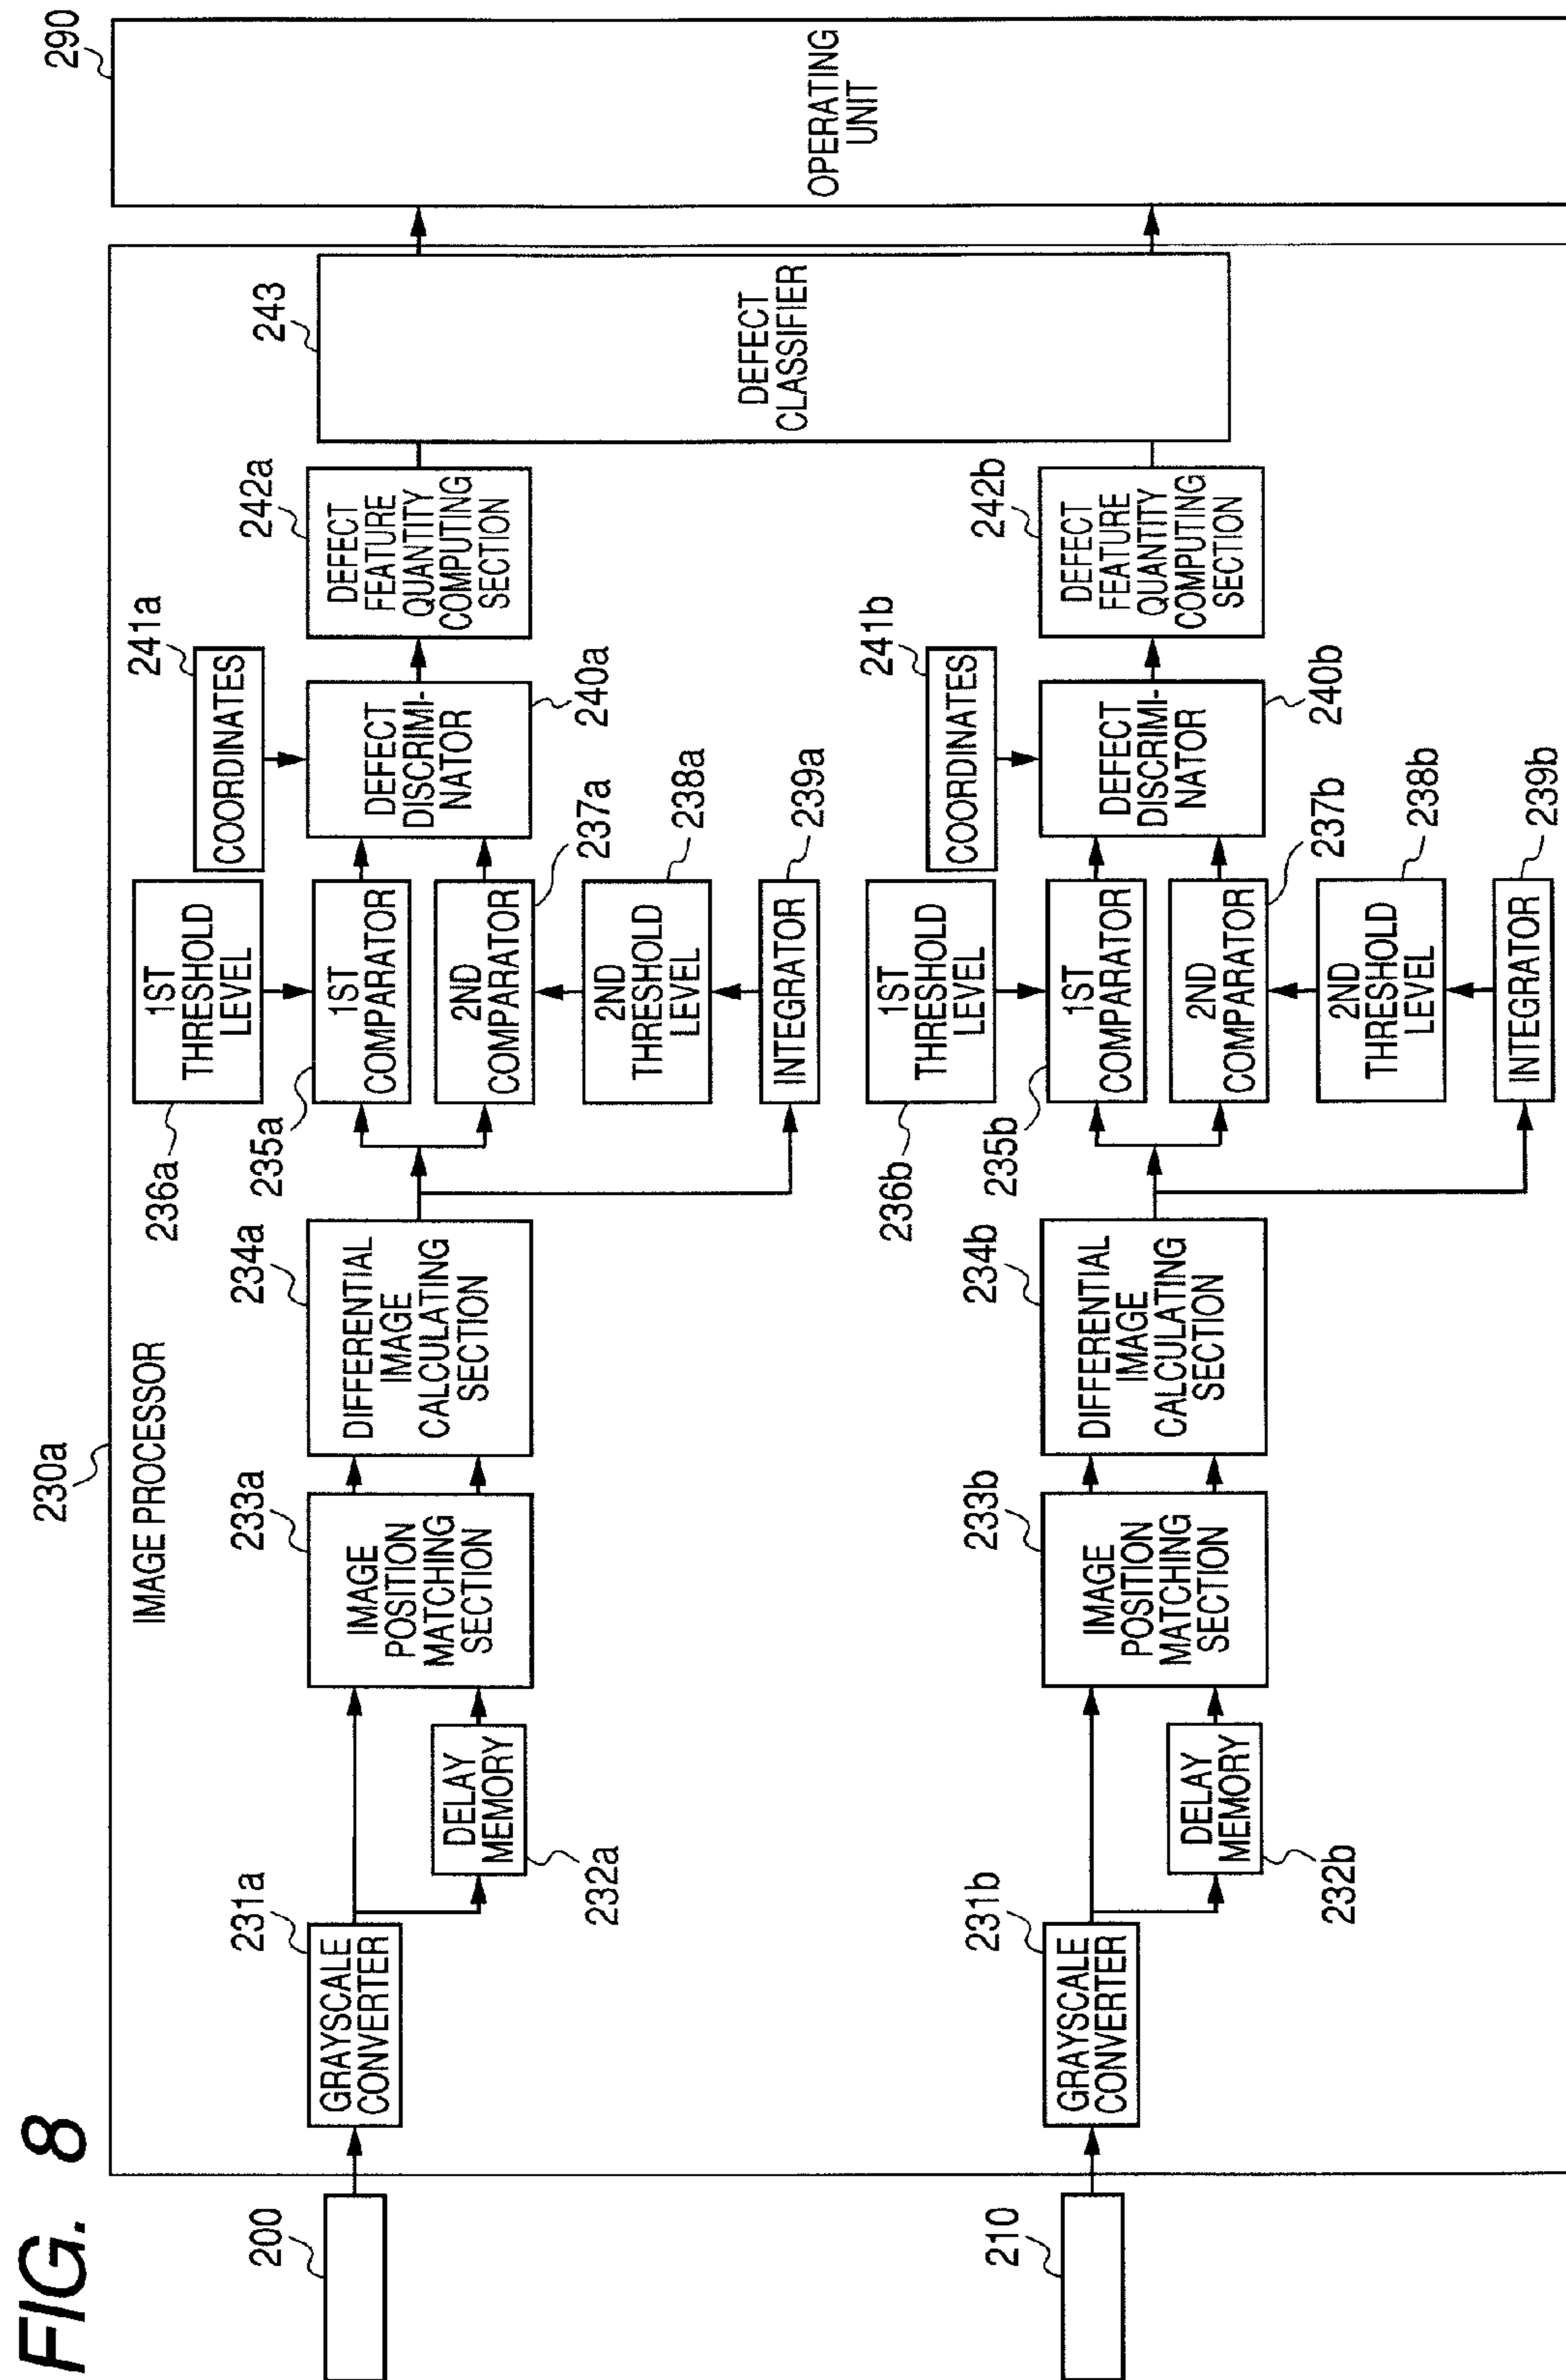 FIG. 8
230a
IMAGE PROCESSOR
290
OPERATING
UNIT
200
231a
GRAYSCALE
CONVERTER
DELAY
MEMORY
232a
233a
IMAGE
POSITION
MATCHING
SECTION
234a
DIFFERENTIAL
IMAGE
CALCULATING
SECTION
236a
1ST
THRESHOLD
LEVEL
235a
1ST
COMPARATOR
2ND
COMPARATOR
237a
2ND
THRESHOLD
LEVEL
238a
INTEGRATOR
239a
241a
COORDINATES
DEFECT
DISCRIMI-
NATOR
240a
242a
DEFECT
FEATURE
QUANTITY
COMPUTING
SECTION
243
DEFECT
CLASSIFIER
210
231b
GRAYSCALE
CONVERTER
DELAY
MEMORY
232b
233b
IMAGE
POSITION
MATCHING
SECTION
234b
DIFFERENTIAL
IMAGE
CALCULATING
SECTION
236b
1ST
THRESHOLD
LEVEL
235b
1ST
COMPARATOR
2ND
COMPARATOR
237b
2ND
THRESHOLD
LEVEL
238b
INTEGRATOR
239b
241b
COORDINATES
DEFECT
DISCRIMI-
NATOR
240b
242b
DEFECT
FEATURE
QUANTITY
COMPUTING
SECTION